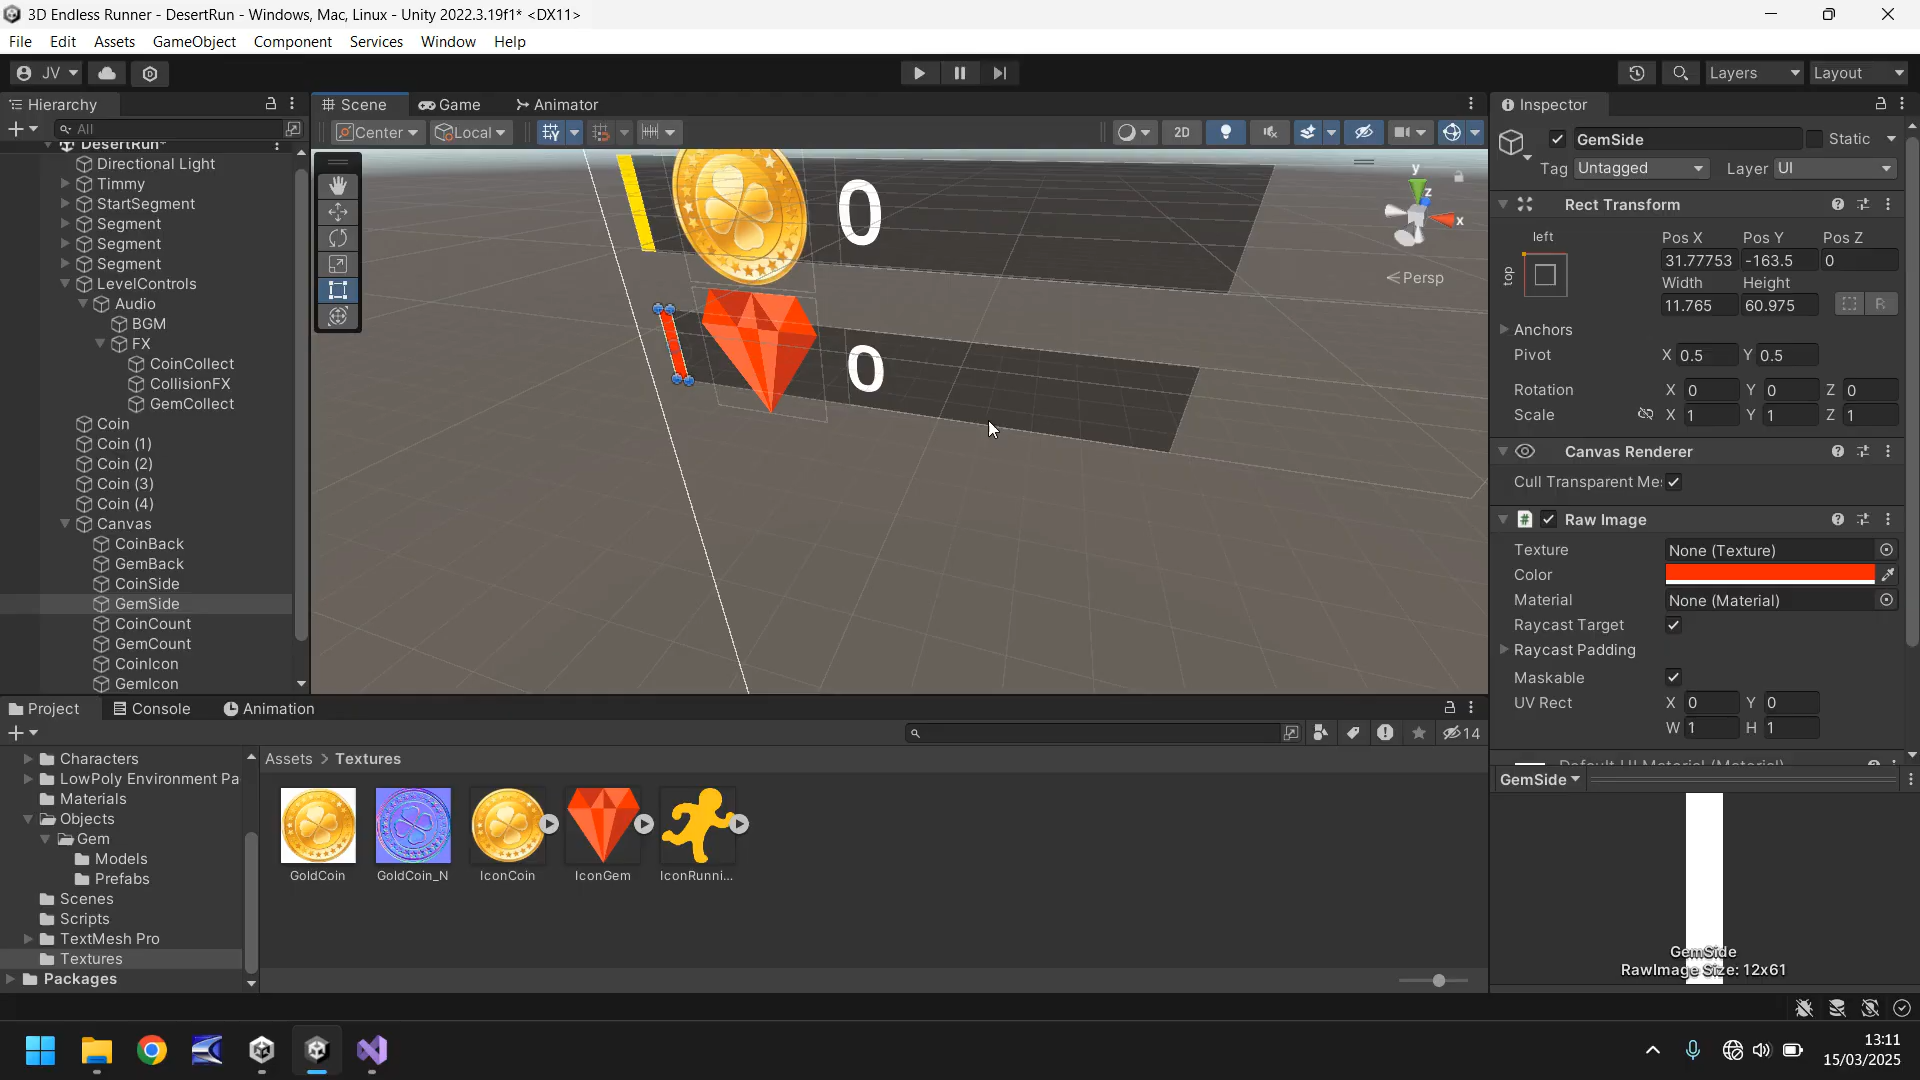 3D Endless Runner - DesertRun - Windows, Mac, Linux - Unity 2022.3.19f1* <DX11>
File Edit Assets GameObject Component Services Window Help
JV Layers Layout
Hierarchy
All
DesertRun*
Directional Light
Timmy
StartSegment
Segment
Segment
Segment
LevelControls
Audio
BGM
FX
CoinCollect
CollisionFX
GemCollect
Coin
Coin (1)
Coin (2)
Coin (3)
Coin (4)
Canvas
CoinBack
GemBack
CoinSide
GemSide
CoinCount
GemCount
CoinIcon
GemIcon
Scene Game Animator
Center Local 2D
0
0
y
z
x
Persp
Inspector
GemSide Static
Tag Untagged Layer UI
Rect Transform
left
top
Pos X Pos Y Pos Z
31.77753 -163.5 0
Width Height
11.765 60.975 R
Anchors
Pivot X 0.5 Y 0.5
Rotation X 0 Y 0 Z 0
Scale X 1 Y 1 Z 1
Canvas Renderer
Cull Transparent Me
Raw Image
Texture None (Texture)
Color
Material None (Material)
Raycast Target
Raycast Padding
Maskable
UV Rect X 0 Y 0
W 1 H 1
Default UI Material (Material)
GemSide
GemSide
RawImage Size: 12x61
Project Console Animation
14
Characters
LowPoly Environment Pa
Materials
Objects
Gem
Models
Prefabs
Scenes
Scripts
TextMesh Pro
Textures
Packages
Assets > Textures
GoldCoin GoldCoin_N IconCoin IconGem IconRunni...
13:11
15/03/2025